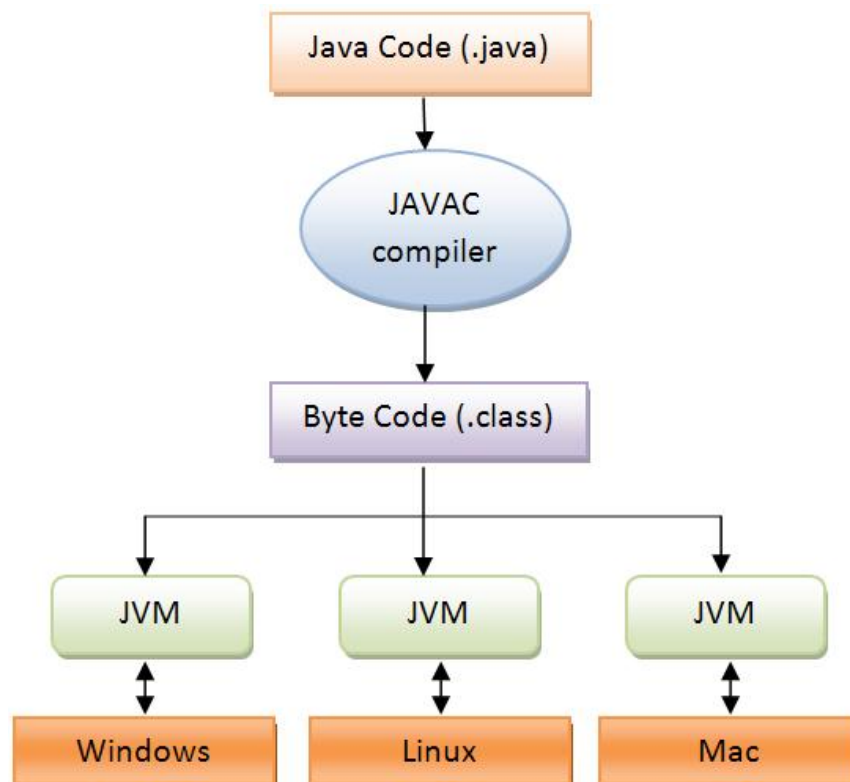 Java Code (.java)
JAVAC
compiler
Byte Code (.class)
JVM
JVM
JVM
Windows
Linux
Mac